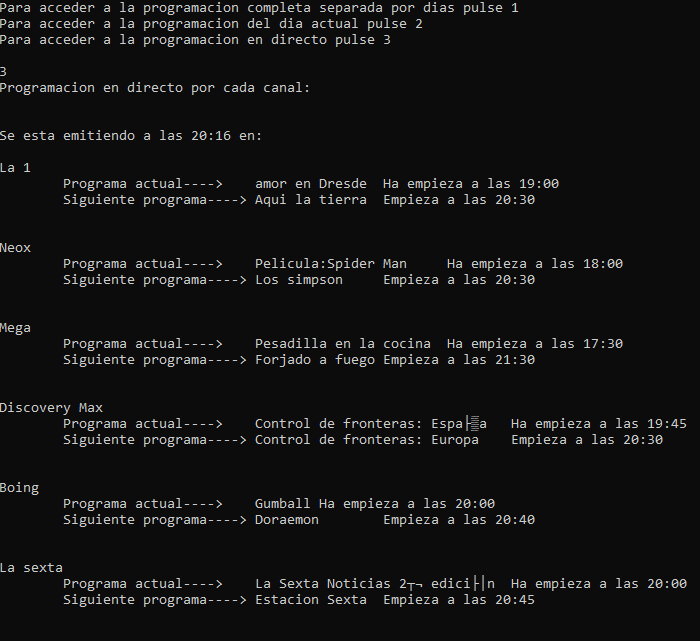 Para acceder a la programacion completa separada por dias pulse 1
Para acceder a la programacion del dia actual pulse 2
Para acceder a la programacion en directo pulse 3
3
Programacion en directo por cada canal:
Se esta emitiendo a las 20:16 en:
La 1
Programa actual----> amor en Dresde Ha empieza a las 19:00
Siguiente programa----> Aqui la tierra Empieza a las 20:30
Neox
Programa actual----> Pelicula:Spider Man Ha empieza a las 18:00
Siguiente programa----> Los simpson Empieza a las 20:30
Mega
Programa actual----> Pesadilla en la cocina Ha empieza a las 17:30
Siguiente programa----> Forjado a fuego Empieza a las 21:30
Discovery Max
Programa actual----> Control de fronteras: Espa├▒a Ha empieza a las 19:45
Siguiente programa----> Control de fronteras: Europa Empieza a las 20:30
Boing
Programa actual----> Gumball Ha empieza a las 20:00
Siguiente programa----> Doraemon Empieza a las 20:40
La sexta
Programa actual----> La Sexta Noticias 2┬¬ edici├│n Ha empieza a las 20:00
Siguiente programa----> Estacion Sexta Empieza a las 20:45